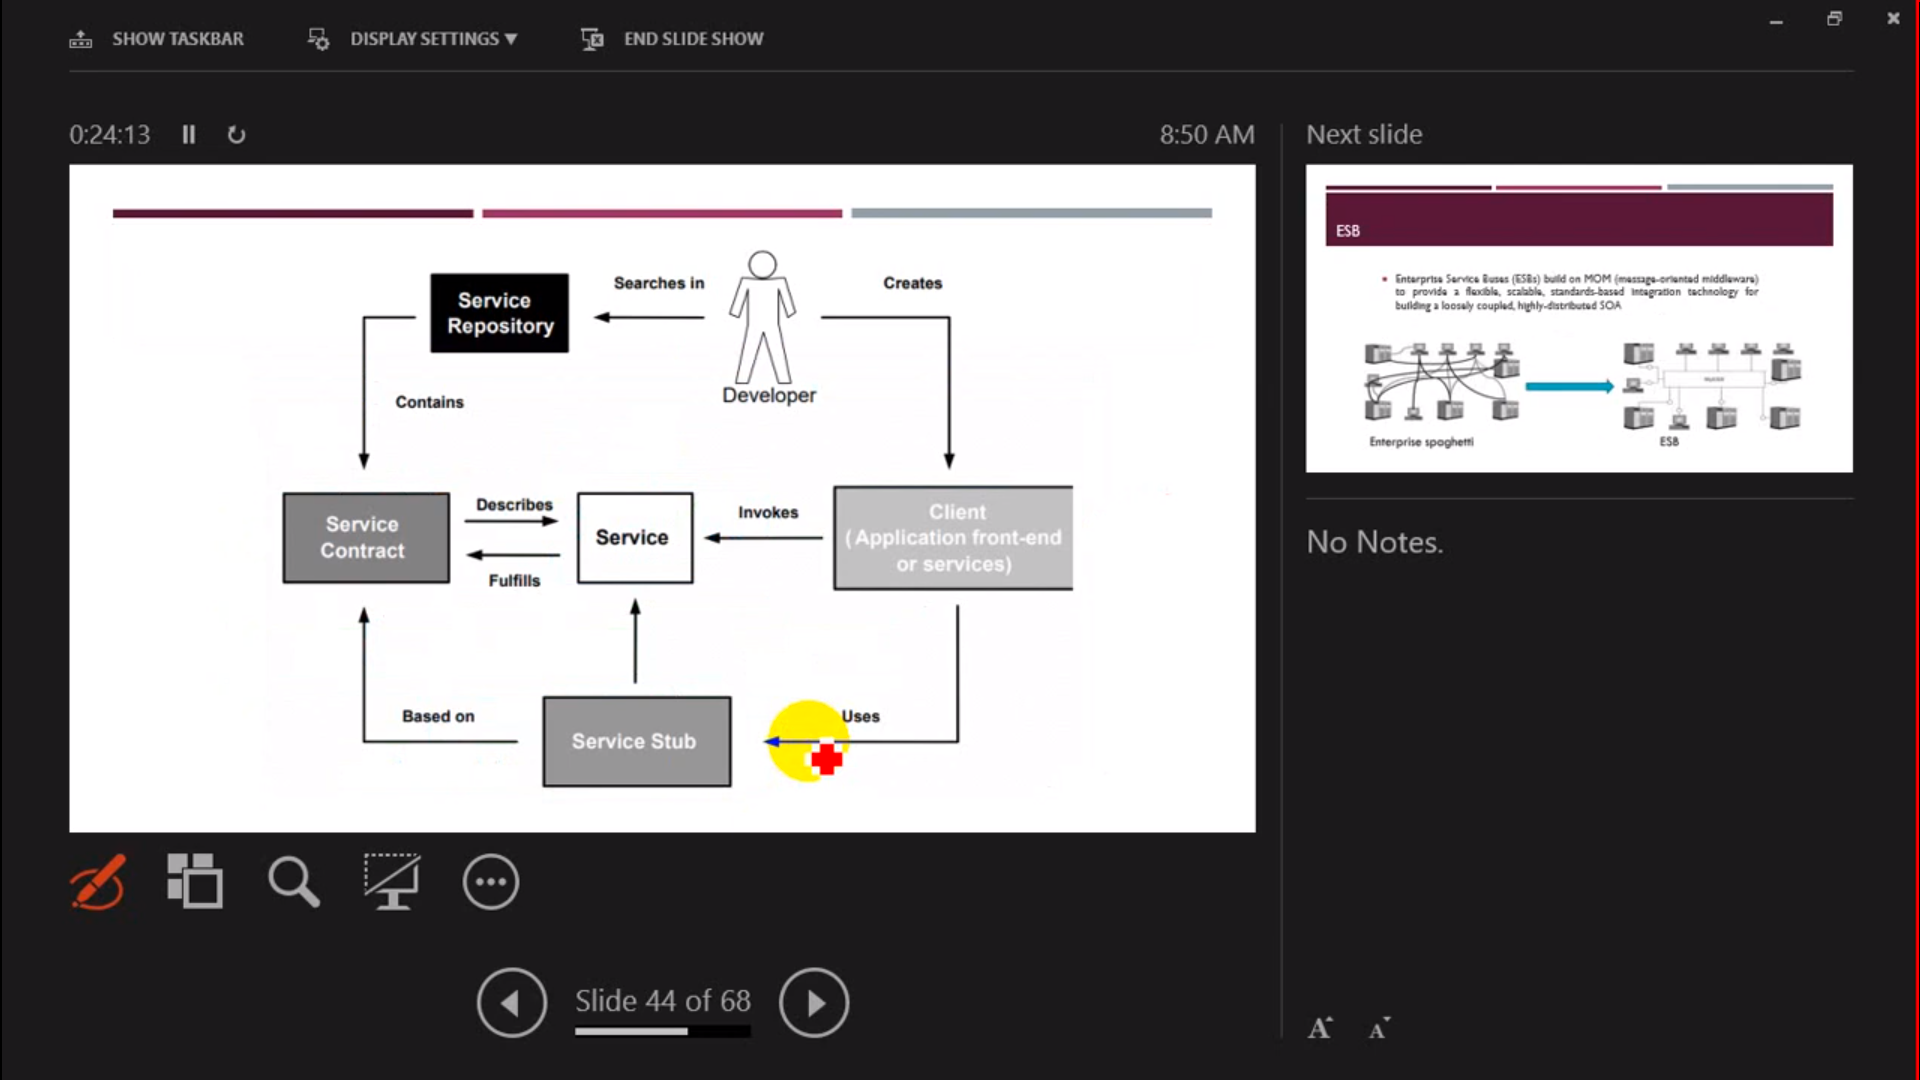 SHOW TASKBAR
DISPLAY SETTINGS ▼
END SLIDE SHOW
0:24:13
8:50 AM
Next slide
Service
Repository
Searches in
Creates
Developer
Contains
Service
Contract
Describes
Fulfills
Service
Invokes
Client
(Application front-end
or services)
Based on
Service Stub
Uses
ESB
• Enterprise Service Buses (ESBs) build on MOM (message-oriented middleware)
to provide a flexible, scalable, standards-based integration technology for
building a loosely coupled, highly-distributed SOA
Enterprise spaghetti
ESB
No Notes.
Slide 44 of 68
A
A